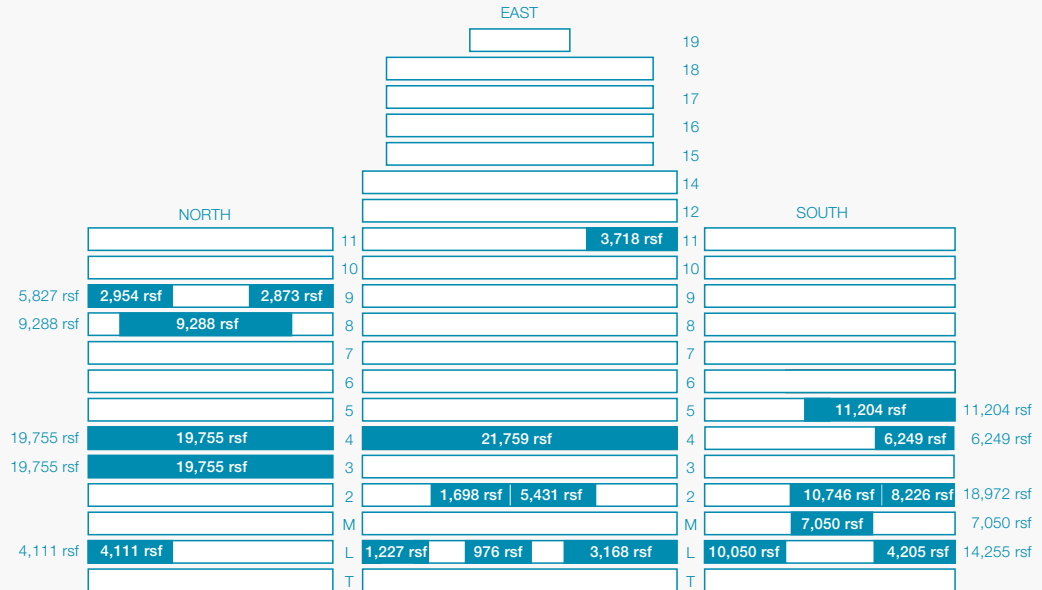 EAST
19
18
17
16
15
14
12
NORTH
SOUTH
11 3,718 rsf 11
10 10
5,827 rsf 2,954 rsf 2,873 rsf 9 9
9,288 rsf 9,288 rsf 8 8
7 7
6 6
5 5 11,204 rsf 11,204 rsf
19,755 rsf 19,755 rsf 4 21,759 rsf 4 6,249 rsf 6,249 rsf
19,755 rsf 19,755 rsf 3 3
2 1,698 rsf 5,431 rsf 2 10,746 rsf 8,226 rsf 18,972 rsf
M M 7,050 rsf 7,050 rsf
4,111 rsf 4,111 rsf L 1,227 rsf 976 rsf 3,168 rsf L 10,050 rsf 4,205 rsf 14,255 rsf
T T